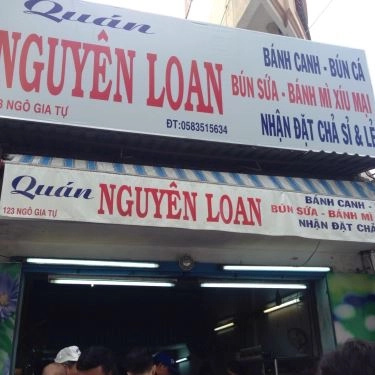 Quán
NGUYÊN LOAN
BÁNH CANH - BÚN CÁ
BÚN SỨA - BÁNH MÌ XÍU MẠI
NHẬN ĐẶT CHẢ SỈ & LẺ
3 NGÔ GIA TỰ
ĐT:0583515634
Quán
NGUYÊN LOAN
123 NGÔ GIA TỰ
BÁNH CANH -
BÚN SỨA - BÁNH MÌ
NHẬN ĐẶT CHẢ